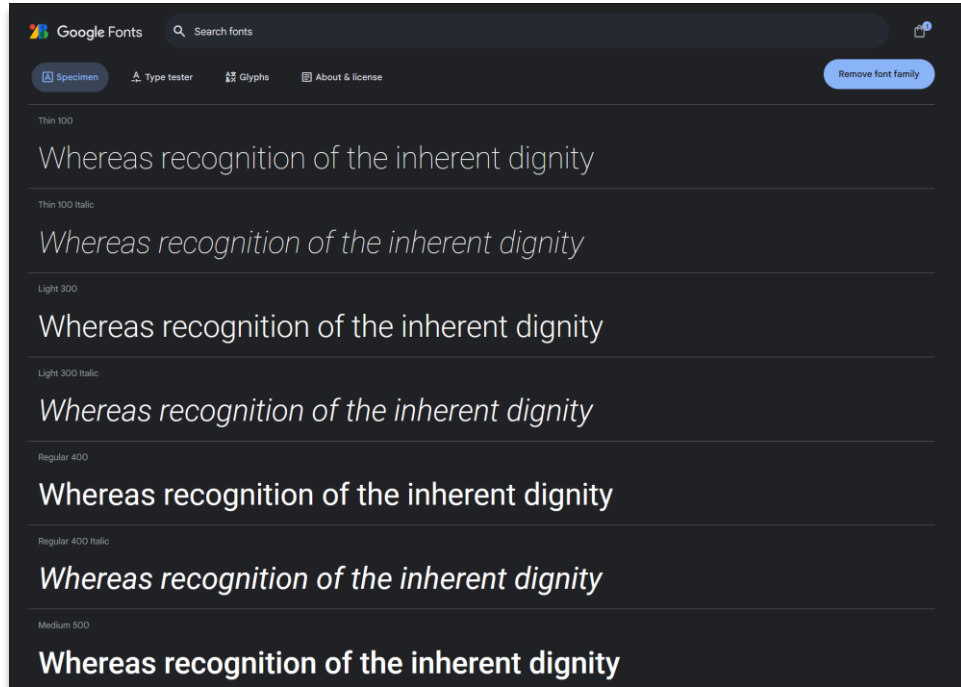 Google Fonts Search fonts 1
Specimen Type tester Glyphs About & license Remove font family
Thin 100
Whereas recognition of the inherent dignity
Thin 100 Italic
Whereas recognition of the inherent dignity
Light 300
Whereas recognition of the inherent dignity
Light 300 Italic
Whereas recognition of the inherent dignity
Regular 400
Whereas recognition of the inherent dignity
Regular 400 Italic
Whereas recognition of the inherent dignity
Medium 500
Whereas recognition of the inherent dignity